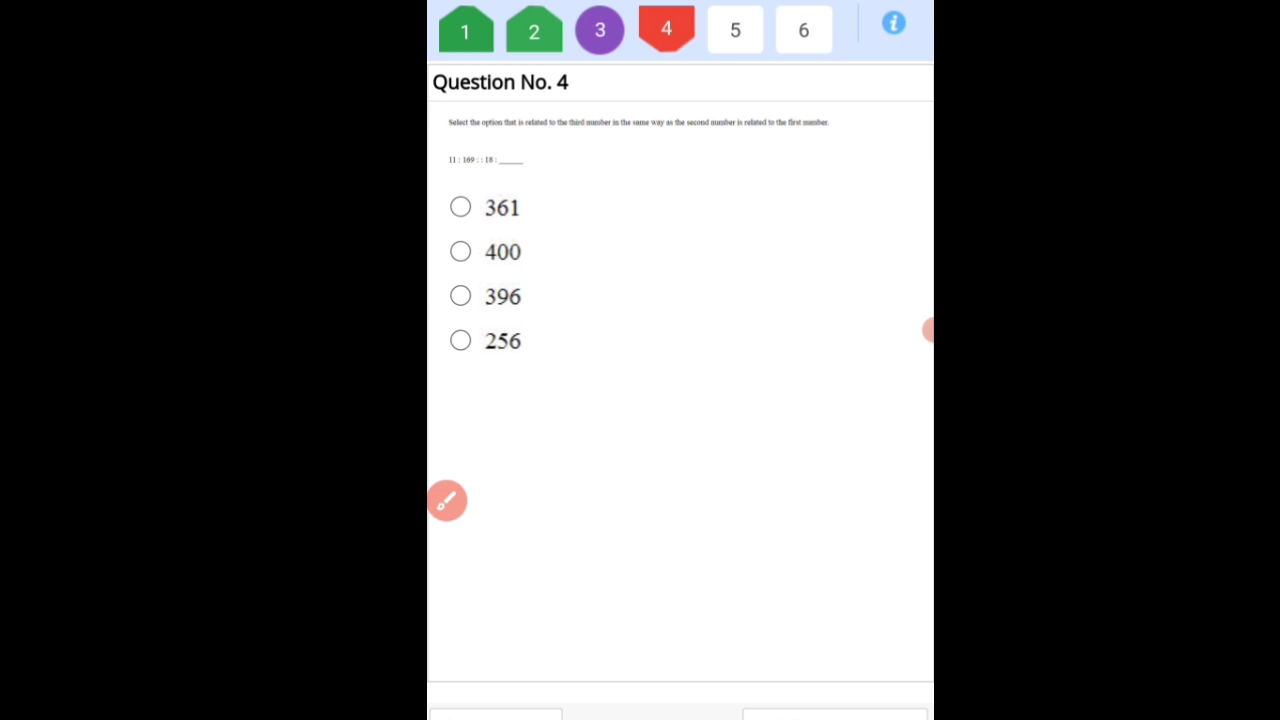 1 2 3 4 5 6 i
Question No. 4
Select the option that is related to the third number in the same way as the second number is related to the first number.
11 : 169 : : 18 : _____
361
400
396
256